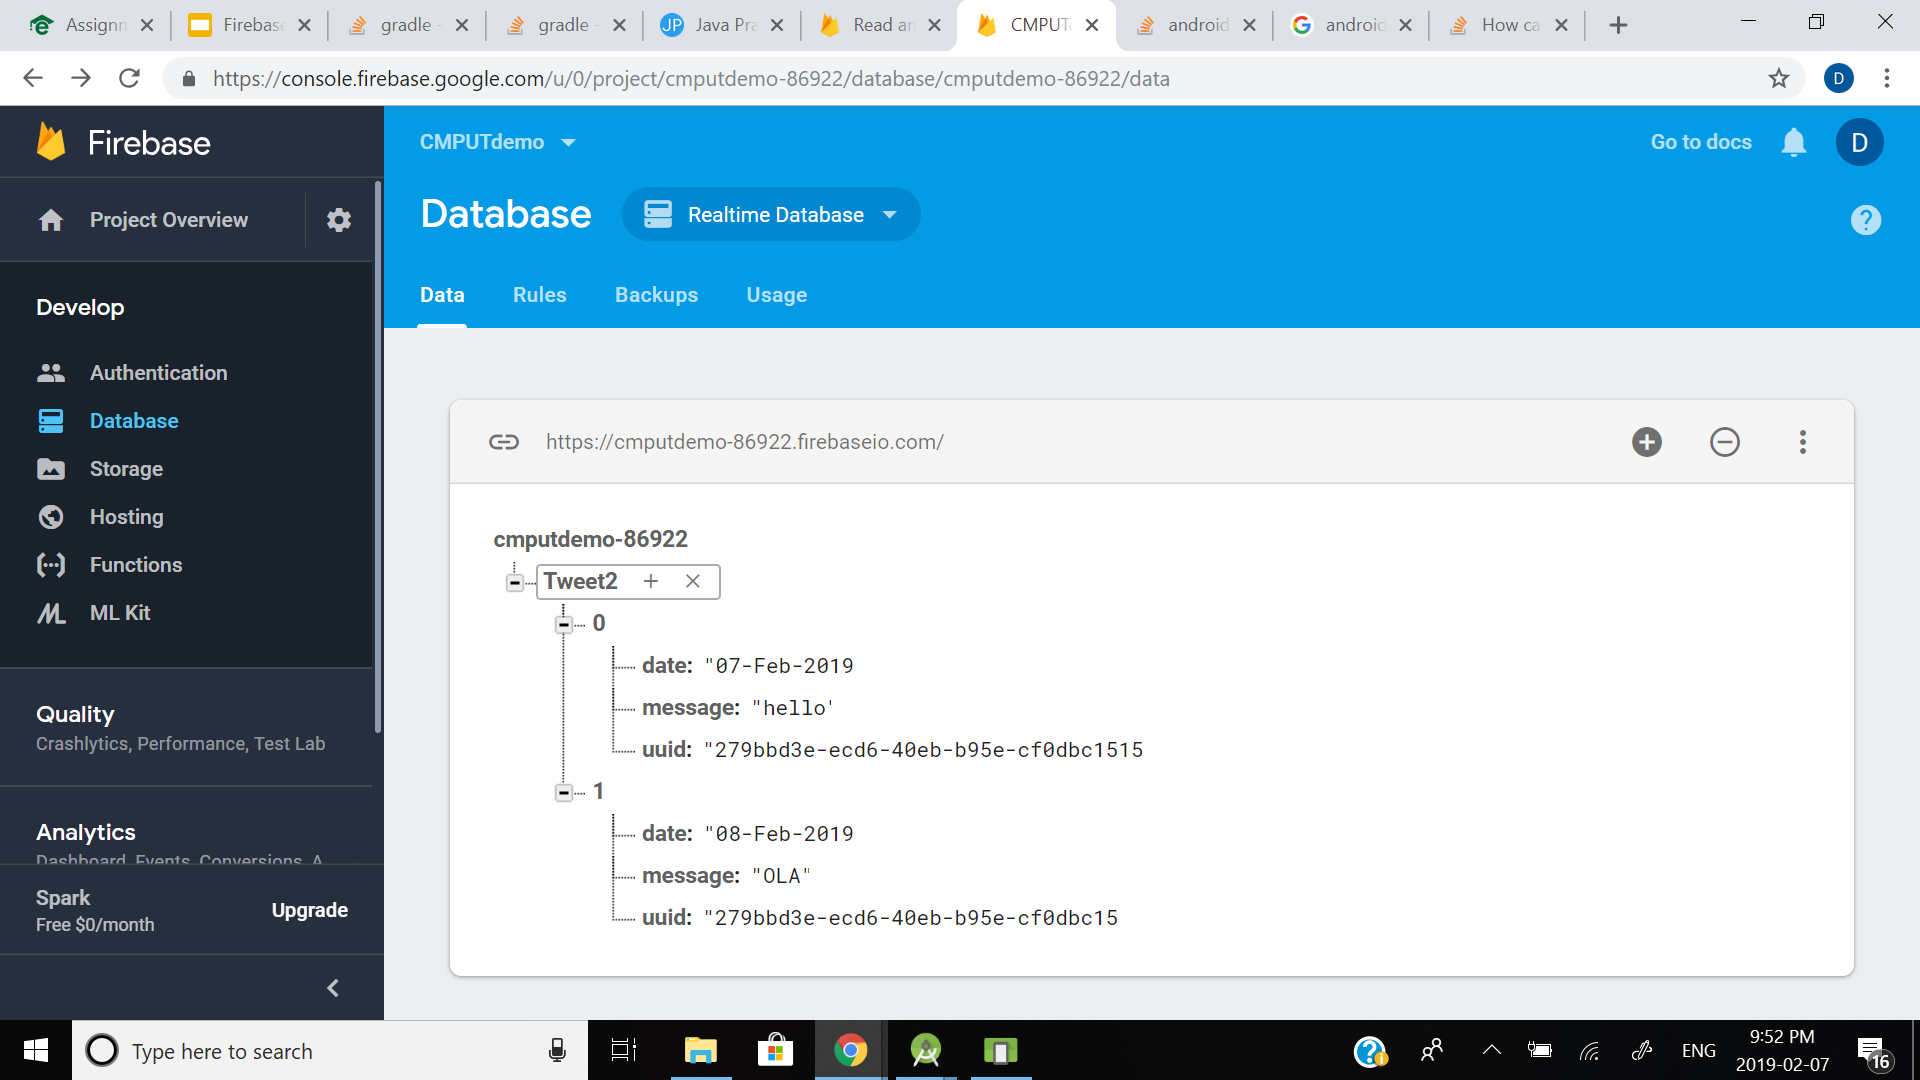 Assignm
Firebase
gradle -
gradle -
JP Java Pra
Read an
CMPUTd
android
android
How ca
https://console.firebase.google.com/u/0/project/cmputdemo-86922/database/cmputdemo-86922/data
D
Firebase
CMPUTdemo
Go to docs
D
Project Overview
Database
Realtime Database
?
Data
Rules
Backups
Usage
Develop
Authentication
Database
Storage
Hosting
Functions
ML Kit
Quality
Crashlytics, Performance, Test Lab
Analytics
Dashboard, Events, Conversions, A
Spark
Free $0/month
Upgrade
https://cmputdemo-86922.firebaseio.com/
cmputdemo-86922
Tweet2
0
date: "07-Feb-2019
message: "hello'
uuid: "279bbd3e-ecd6-40eb-b95e-cf0dbc1515
1
date: "08-Feb-2019
message: "OLA"
uuid: "279bbd3e-ecd6-40eb-b95e-cf0dbc15
Type here to search
ENG
9:52 PM
2019-02-07
16